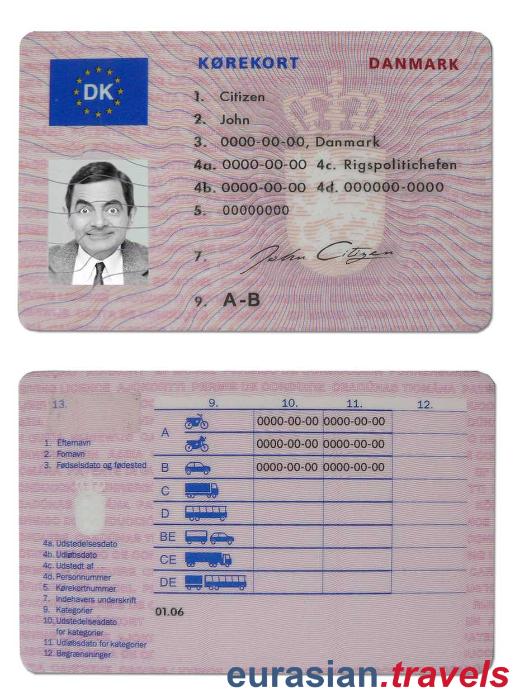 DK
KØREKORT DANMARK
1. Citizen
2. John
3. 0000-00-00, Danmark
4a. 0000-00-00 4c. Rigspolitichefen
4b. 0000-00-00 4d. 000000-0000
5. 00000000
7. John Citizen
9. A-B
13. 9. 10. 11. 12.
A 0000-00-00 0000-00-00
0000-00-00 0000-00-00
B 0000-00-00 0000-00-00
C
D
BE
CE
DE
1. Efternavn
2. Fornavn
3. Fødselsdato og fødested
4a. Udstedelsesdato
4b. Udløbsdato
4c. Udstedt af
4d. Personnummer
5. Kørekortnummer
7. Indehavers underskrift
9. Kategorier
10. Udstedelsesdato
for kategorier
11. Udløbsdato for kategorier
12. Begrænsninger
01.06
eurasian.travels